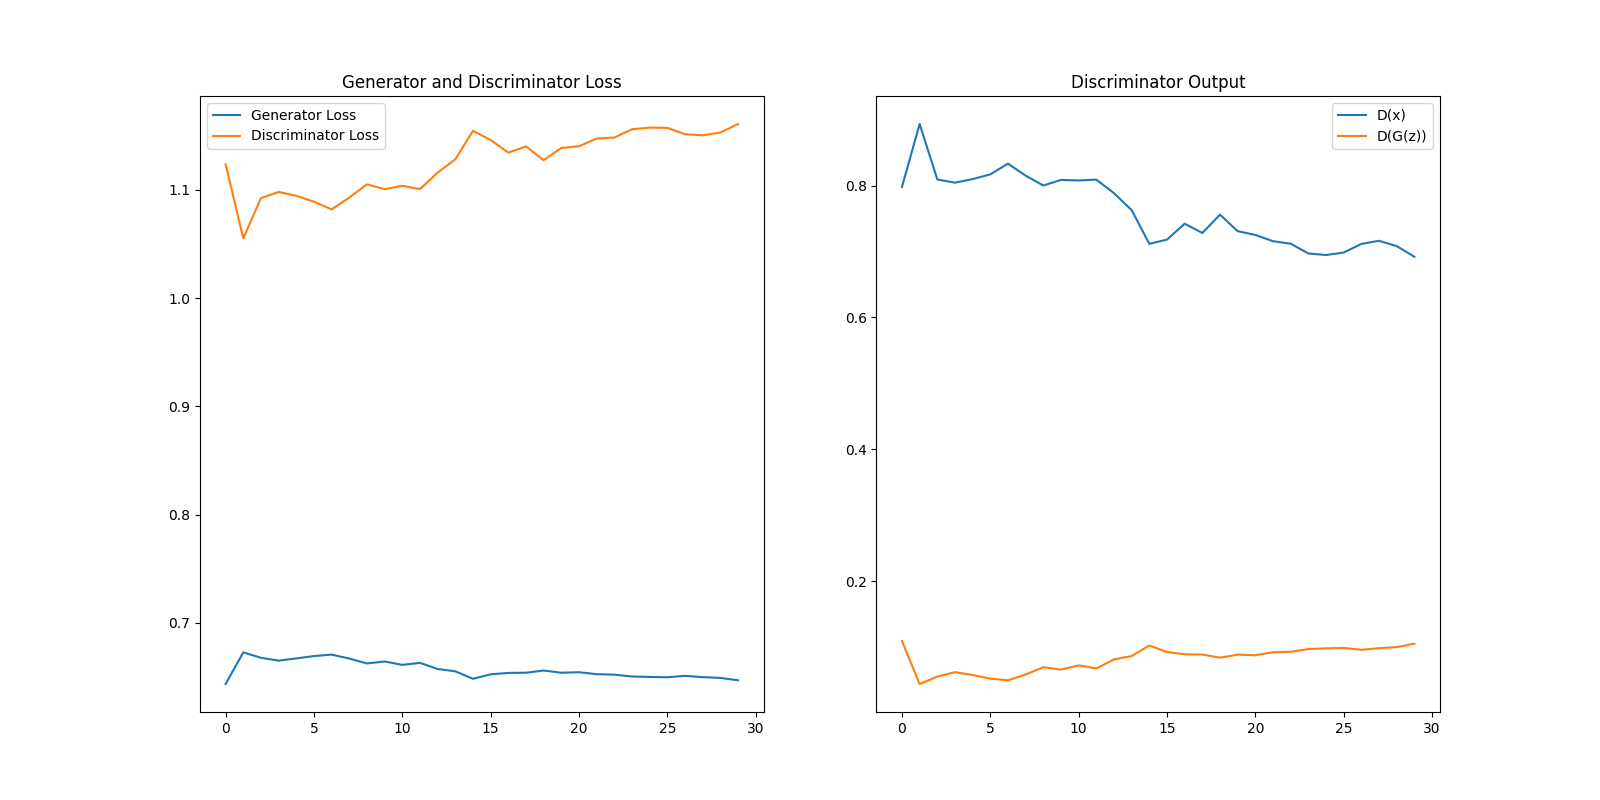 Generator and Discriminator Loss
Generator Loss
Discriminator Loss
1.1
1.0
0.9
0.8
0.7
0 5 10 15 20 25 30
Discriminator Output
D(x)
D(G(z))
0.8
0.6
0.4
0.2
0 5 10 15 20 25 30